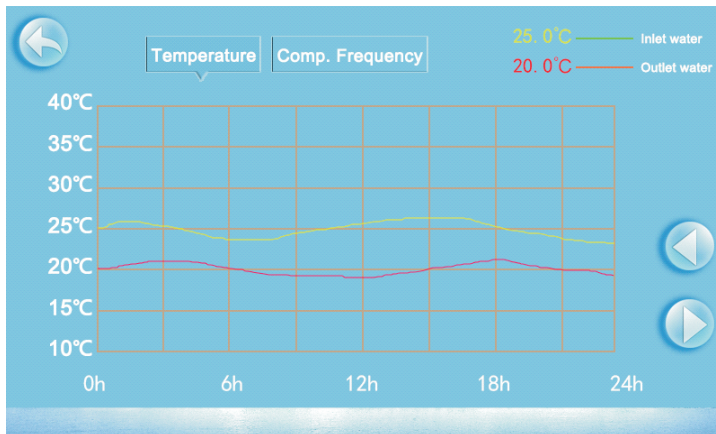 25.0°C Inlet water
Temperature Comp. Frequency
20.0°C Outlet water
40℃
35℃
30℃
25℃
20℃
15℃
10℃
0h 6h 12h 18h 24h